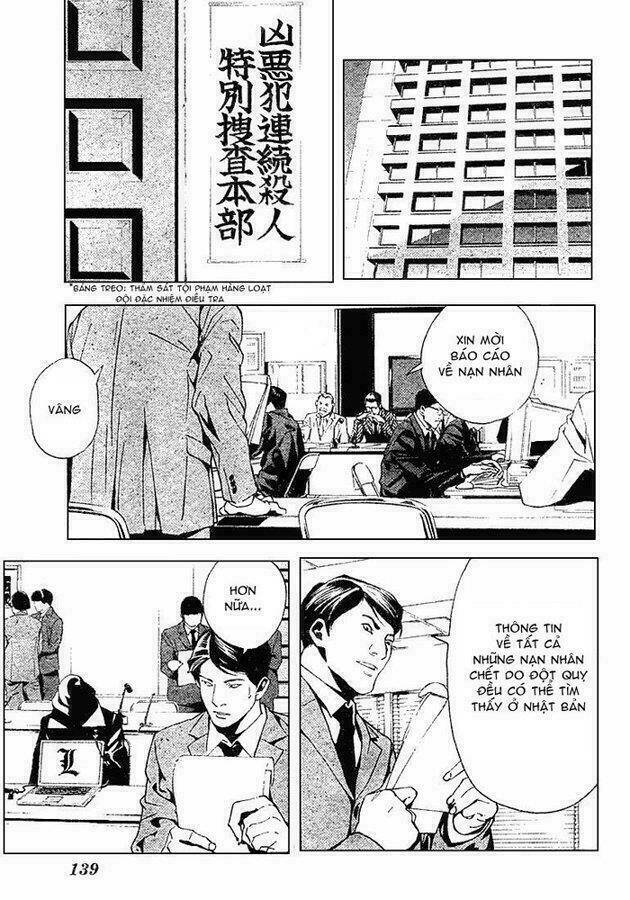 凶悪犯連続殺人
特別捜査本部
*BẢNG TREO: THẢM SÁT TỘI PHẠM HÀNG LOẠT
ĐỘI ĐẶC NHIỆM ĐIỀU TRA
XIN MỜI
BÁO CÁO
VỀ NẠN NHÂN
VÂNG
THÔNG TIN
VỀ TẤT CẢ
NHỮNG NẠN NHÂN
CHẾT DO ĐỘT QUỴ
ĐỀU CÓ THỂ TÌM
THẤY Ở NHẬT BẢN
HƠN
NỮA...
L
139